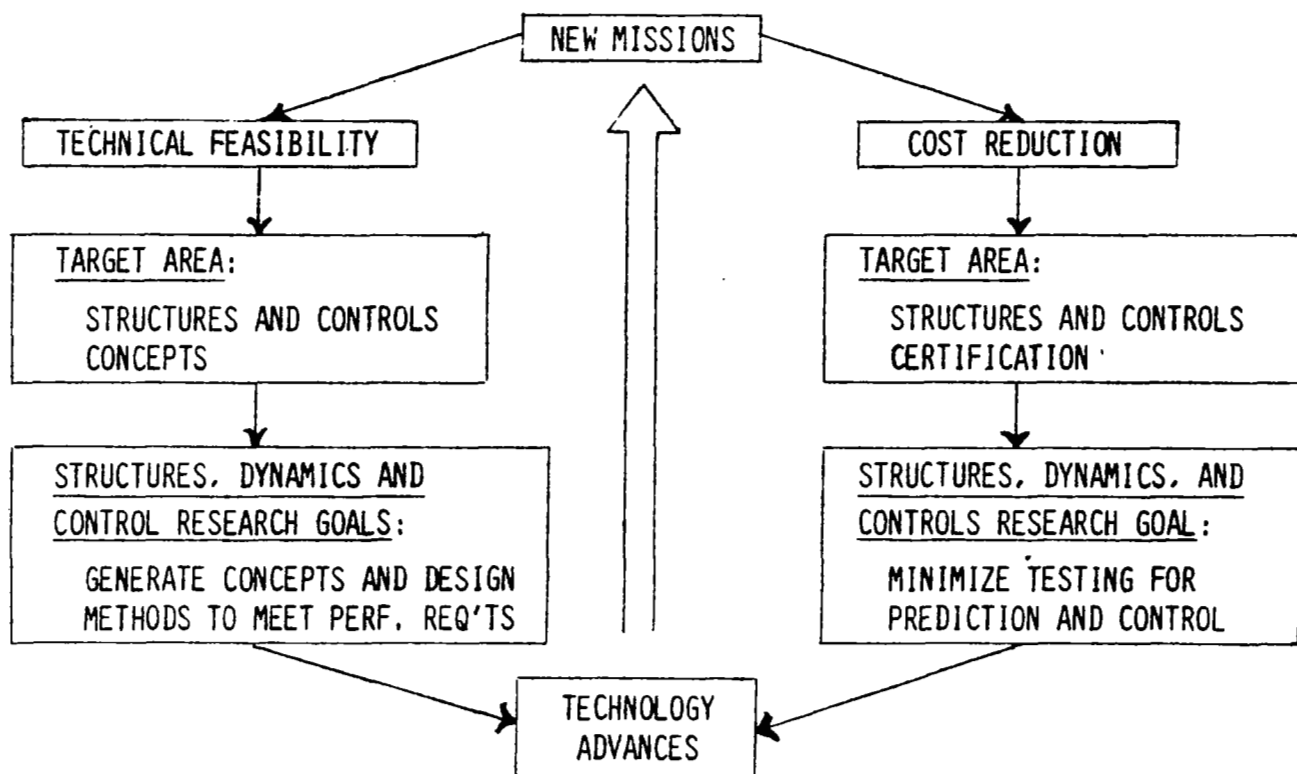 NEW MISSIONS
TECHNICAL FEASIBILITY
TARGET AREA:
STRUCTURES AND CONTROLS
CONCEPTS
STRUCTURES, DYNAMICS AND
CONTROL RESEARCH GOALS:
GENERATE CONCEPTS AND DESIGN
METHODS TO MEET PERF. REQ'TS
COST REDUCTION
TARGET AREA:
STRUCTURES AND CONTROLS
CERTIFICATION
STRUCTURES, DYNAMICS, AND
CONTROLS RESEARCH GOAL:
MINIMIZE TESTING FOR
PREDICTION AND CONTROL
TECHNOLOGY
ADVANCES